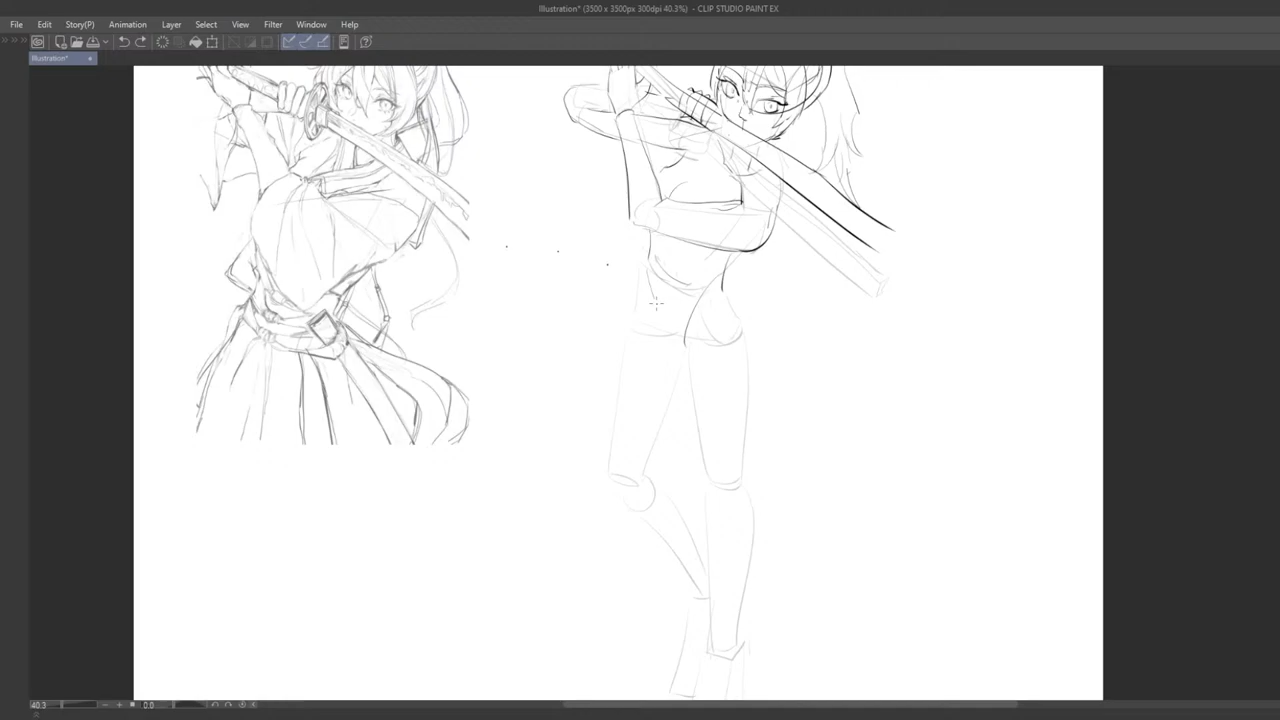 Illustration* (3500 x 3500px 300dpi 40.3%) - CLIP STUDIO PAINT EX
File Edit Story(P) Animation Layer Select View Filter Window Help
Illustration*
40.3 0.0